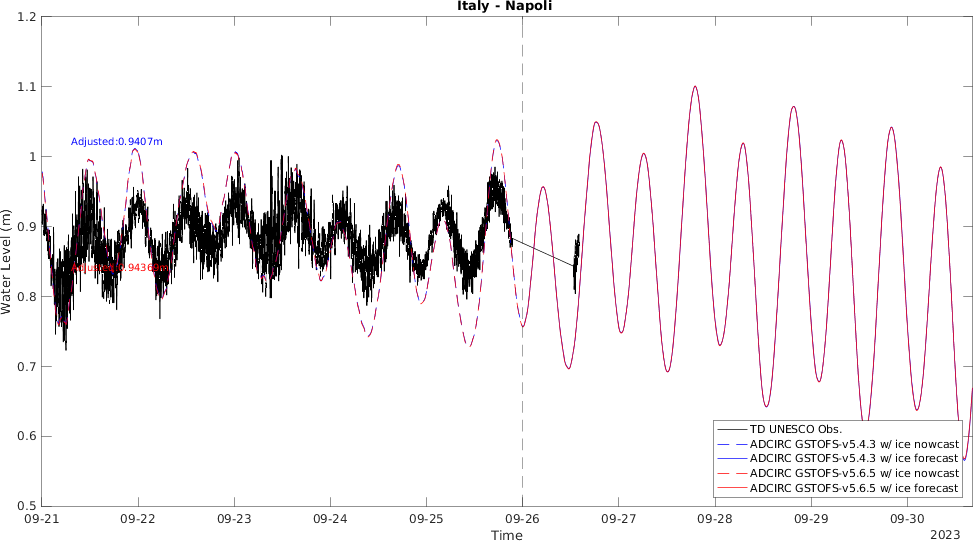 Italy - Napoli
1.2
1.1
1
0.9
0.8
0.7
0.6
0.5
Water Level (m)
Adjusted:0.9407m
TD UNESCO Obs.
ADCIRC GSTOFS-v5.4.3 w/ ice nowcast
ADCIRC GSTOFS-v5.4.3 w/ ice forecast
ADCIRC GSTOFS-v5.6.5 w/ ice nowcast
ADCIRC GSTOFS-v5.6.5 w/ ice forecast
09-21 09-22 09-23 09-24 09-25 09-26 09-27 09-28 09-29 09-30
Time
2023